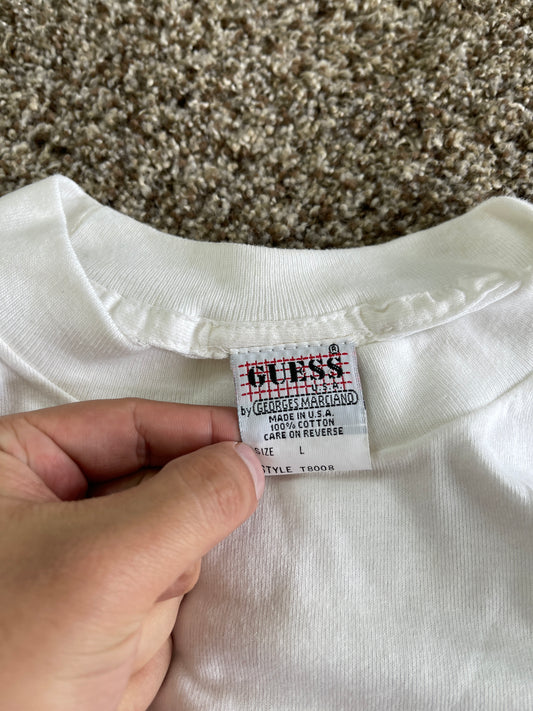 ®
GUESS
U.S.A.
by GEORGES MARCIANO
MADE IN U.S.A.
100% COTTON
CARE ON REVERSE
SIZE L
STYLE T8008